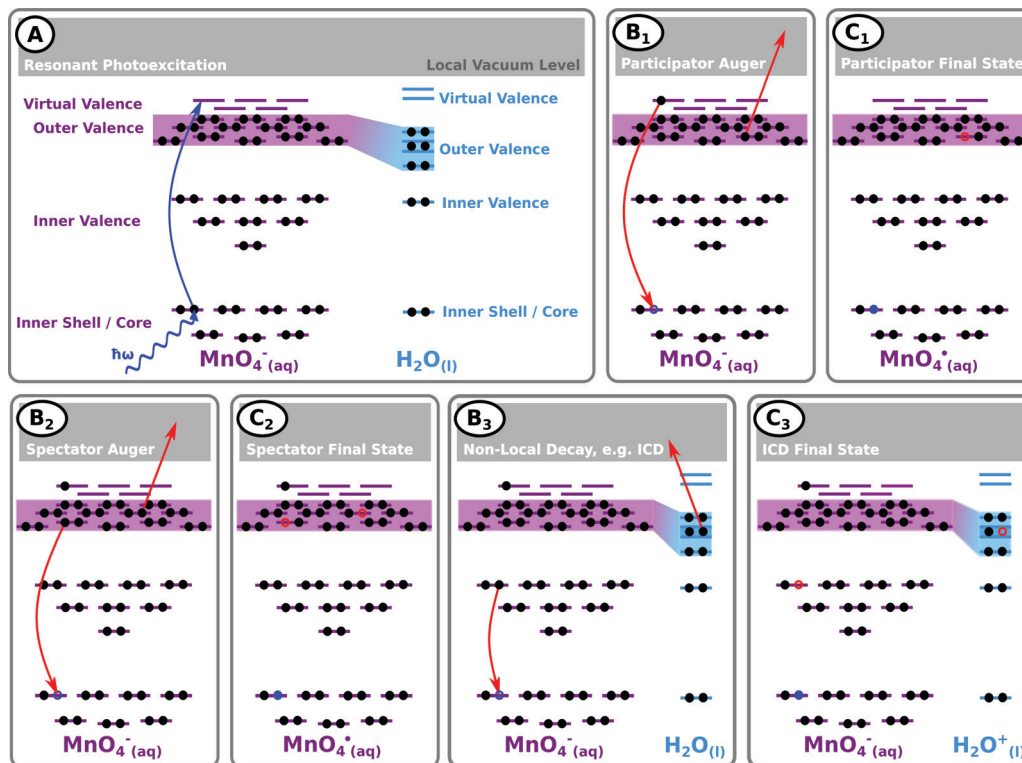 A
Resonant Photoexcitation
Local Vacuum Level
Virtual Valence
Virtual Valence
Outer Valence
Outer Valence
Inner Valence
Inner Valence
Inner Shell / Core
Inner Shell / Core
ħω
MnO₄⁻(aq)
H₂O(l)
B₁
Participator Auger
MnO₄⁻(aq)
C₁
Participator Final State
MnO₄•(aq)
B₂
Spectator Auger
MnO₄⁻(aq)
C₂
Spectator Final State
MnO₄•(aq)
B₃
Non-Local Decay, e.g. ICD
MnO₄⁻(aq)
H₂O(l)
C₃
ICD Final State
MnO₄⁻(aq)
H₂O⁺(l)